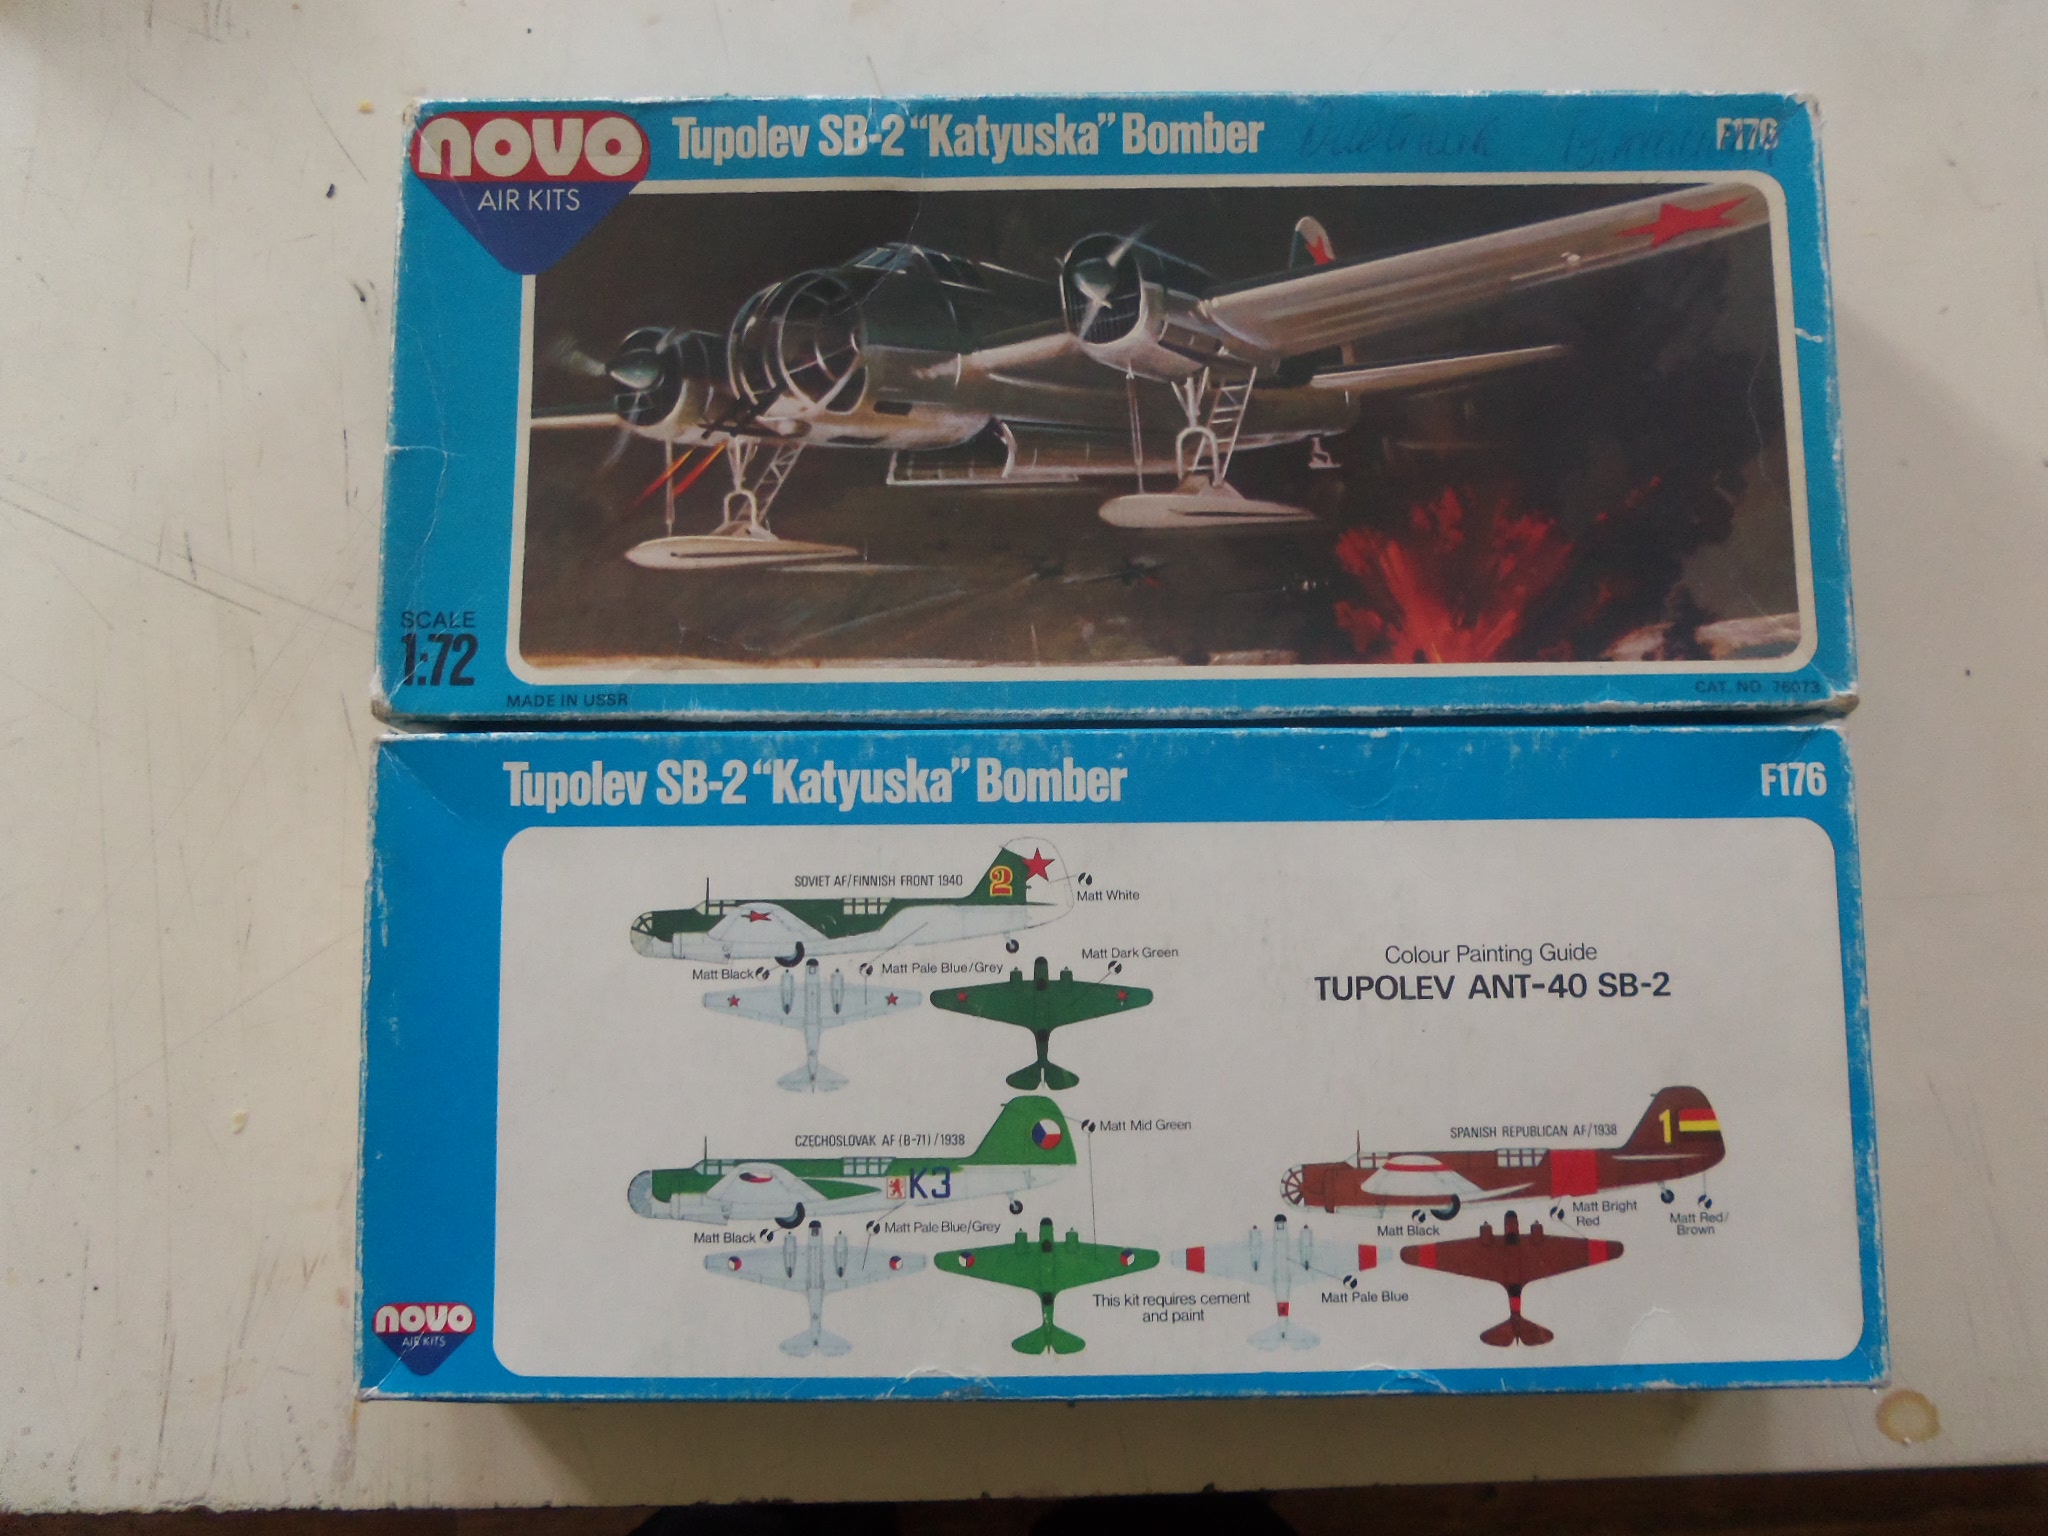 novo
AIR KITS
Tupolev SB-2 “Katyuska” Bomber
F176
SCALE
1:72
MADE IN USSR
CAT. NO. 76073
Tupolev SB-2 “Katyuska” Bomber
F176
SOVIET AF/FINNISH FRONT 1940
2
Matt White
Matt Black
Matt Pale Blue/Grey
Matt Dark Green
Colour Painting Guide
TUPOLEV ANT-40 SB-2
CZECHOSLOVAK AF (B-71)/1938
K3
Matt Mid Green
Matt Black
Matt Pale Blue/Grey
SPANISH REPUBLICAN AF/1938
1
Matt Black
Matt Bright
Red
Matt Red/
Brown
Matt Pale Blue
This kit requires cement
and paint
novo
AIR KITS